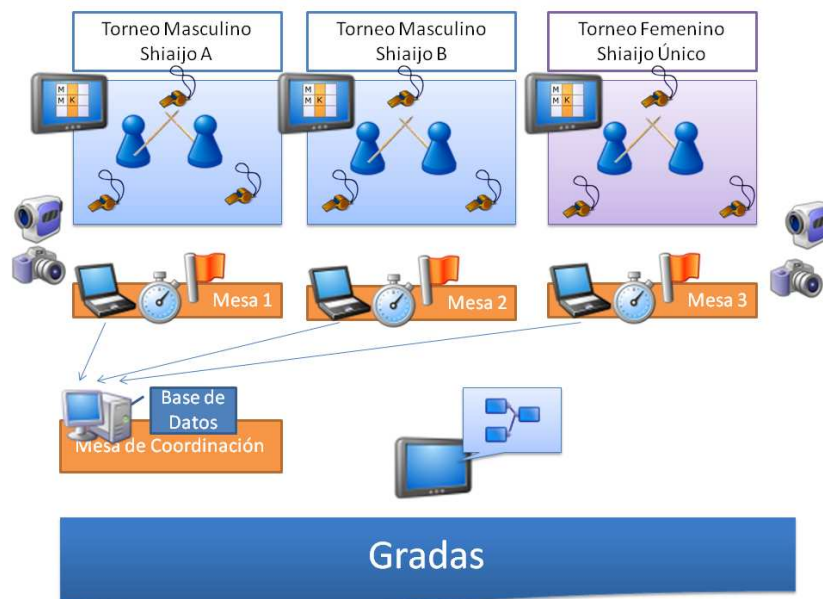 Torneo Masculino
Shiaijo A
Torneo Masculino
Shiaijo B
Torneo Femenino
Shiaijo Único
M
M K
M
M K
M
M K
Mesa 1
Mesa 2
Mesa 3
Base de
Datos
Mesa de Coordinación
Gradas